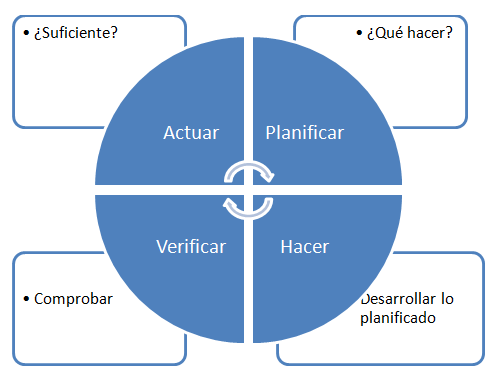 • ¿Suficiente?
• ¿Qué hacer?
Actuar
Planificar
Verificar
Hacer
• Comprobar
Desarrollar lo
planificado